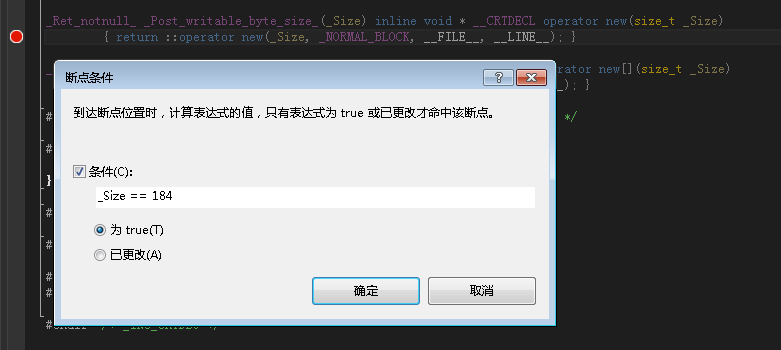 _Ret_notnull_ _Post_writable_byte_size_(_Size) inline void * __CRTDECL operator new(size_t _Size)
{ return ::operator new(_Size, _NORMAL_BLOCK, __FILE__, __LINE__); }
rator new[](size_t _Size)
_); }
断点条件
到达断点位置时，计算表达式的值，只有表达式为 true 或已更改才命中该断点。
# */
#
条件(C):
}
_Size == 184
#
为 true(T)
#
已更改(A)
#
#
确定
取消